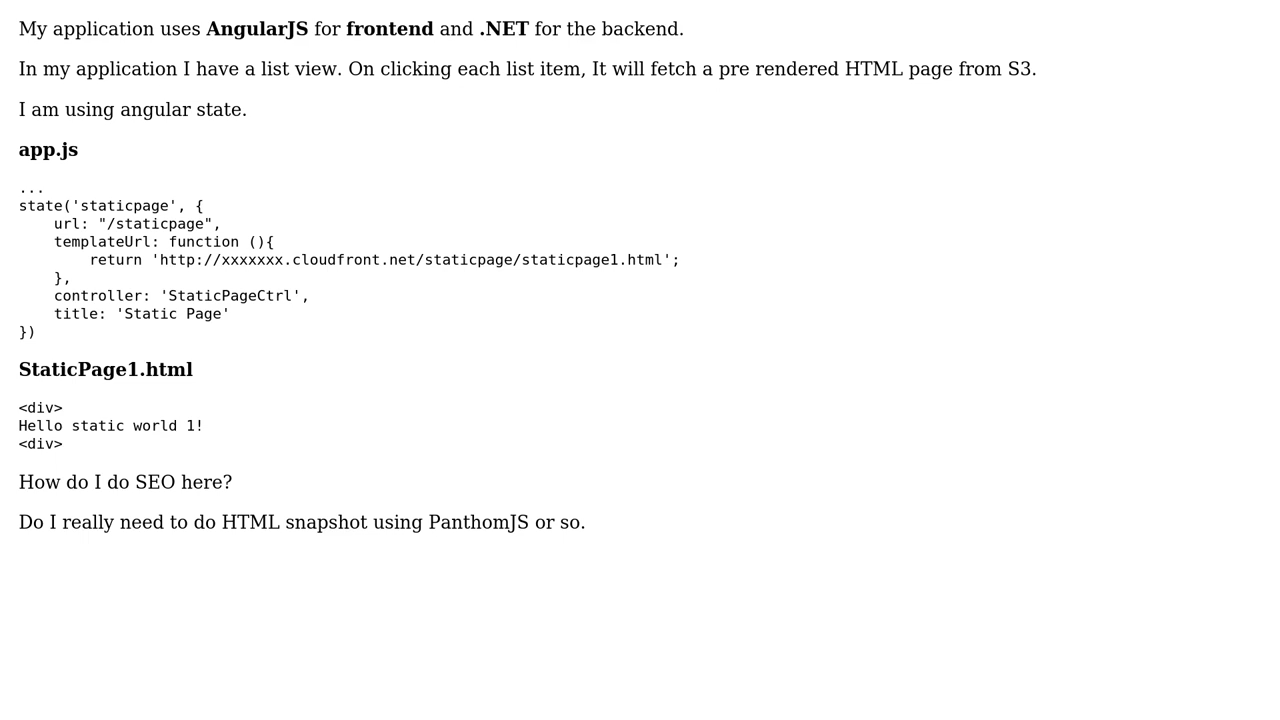 My application uses AngularJS for frontend and .NET for the backend.
In my application I have a list view. On clicking each list item, It will fetch a pre rendered HTML page from S3.
I am using angular state.
app.js
...
state('staticpage', {
    url: "/staticpage",
    templateUrl: function (){
        return 'http://xxxxxxx.cloudfront.net/staticpage/staticpage1.html';
    },
    controller: 'StaticPageCtrl',
    title: 'Static Page'
})
StaticPage1.html
<div>
Hello static world 1!
<div>
How do I do SEO here?
Do I really need to do HTML snapshot using PanthomJS or so.